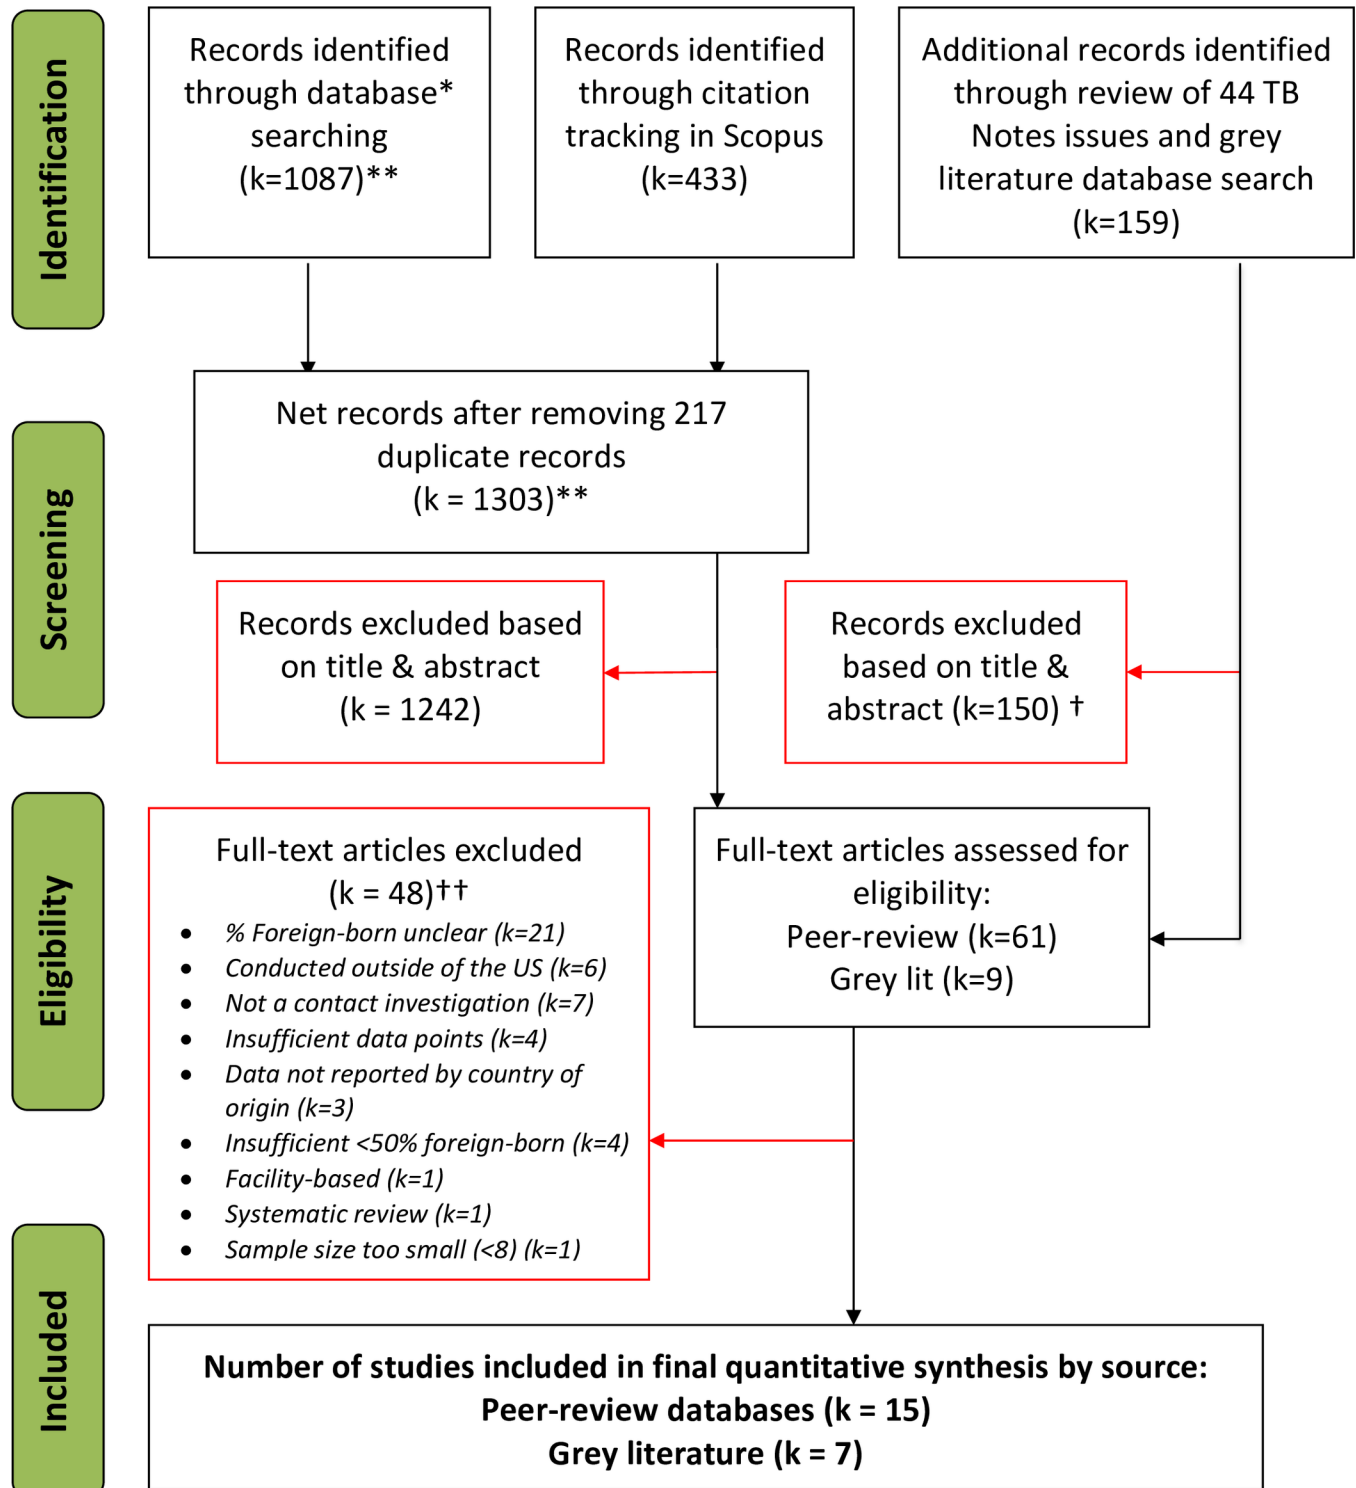 Identification
Records identified
through database*
searching
(k=1087)**
Records identified
through citation
tracking in Scopus
(k=433)
Additional records identified
through review of 44 TB
Notes issues and grey
literature database search
(k=159)
Screening
Net records after removing 217
duplicate records
(k = 1303)**
Records excluded based
on title & abstract
(k = 1242)
Records excluded
based on title &
abstract (k=150) †
Eligibility
Full-text articles excluded
(k = 48)††
• % Foreign-born unclear (k=21)
• Conducted outside of the US (k=6)
• Not a contact investigation (k=7)
• Insufficient data points (k=4)
• Data not reported by country of
origin (k=3)
• Insufficient <50% foreign-born (k=4)
• Facility-based (k=1)
• Systematic review (k=1)
• Sample size too small (<8) (k=1)
Full-text articles assessed for
eligibility:
Peer-review (k=61)
Grey lit (k=9)
Included
Number of studies included in final quantitative synthesis by source:
Peer-review databases (k = 15)
Grey literature (k = 7)